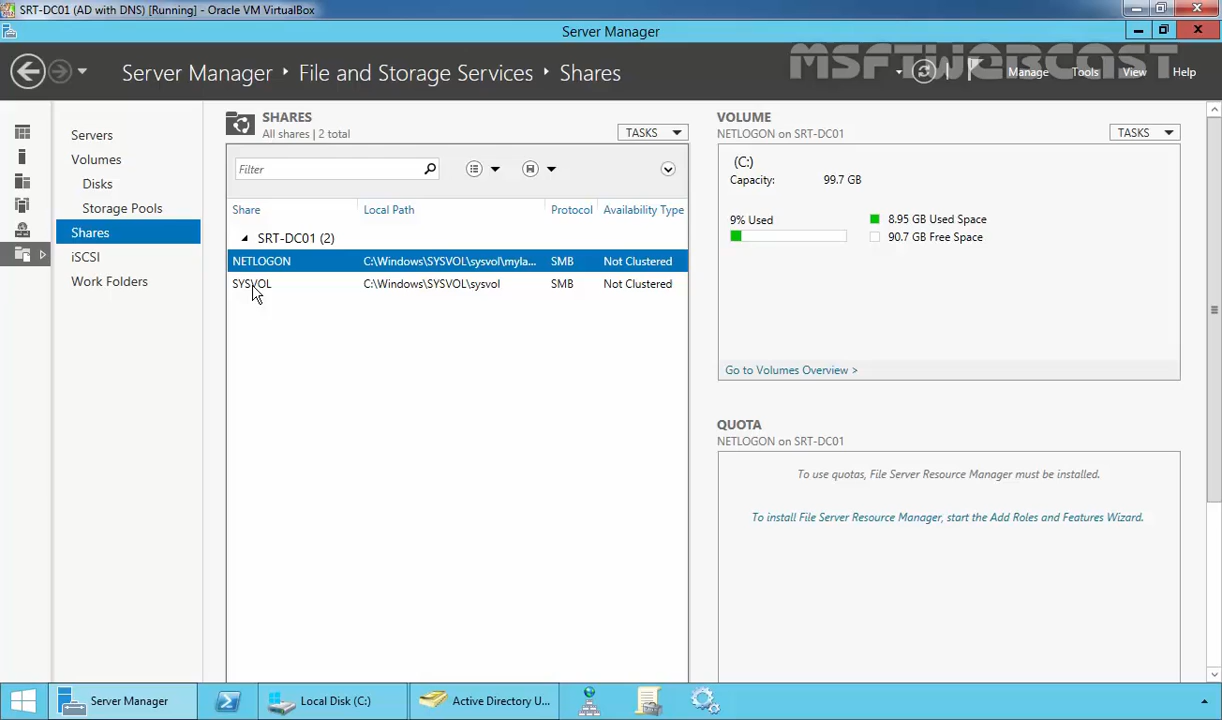 SRT-DC01 (AD with DNS) [Running] - Oracle VM VirtualBox
Server Manager
MSFTWEBCAST
Server Manager ‣ File and Storage Services ‣ Shares
Manage Tools View Help
Servers
Volumes
Disks
Storage Pools
Shares
iSCSI
Work Folders
SHARES
All shares | 2 total
TASKS
Filter
Share Local Path Protocol Availability Type
SRT-DC01 (2)
NETLOGON C:\Windows\SYSVOL\sysvol\myla... SMB Not Clustered
SYSVOL C:\Windows\SYSVOL\sysvol SMB Not Clustered
VOLUME
NETLOGON on SRT-DC01
TASKS
(C:)
Capacity: 99.7 GB
9% Used
8.95 GB Used Space
90.7 GB Free Space
Go to Volumes Overview >
QUOTA
NETLOGON on SRT-DC01
To use quotas, File Server Resource Manager must be installed.
To install File Server Resource Manager, start the Add Roles and Features Wizard.
Server Manager
Local Disk (C:)
Active Directory U...